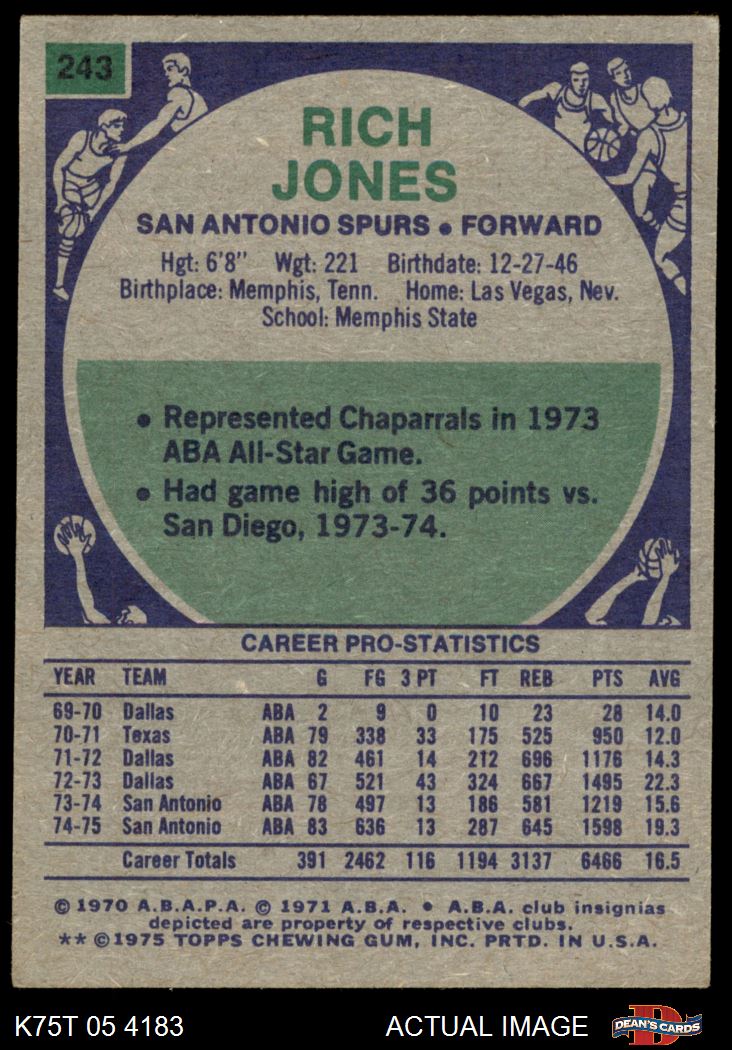 243
RICH
JONES
SAN ANTONIO SPURS • FORWARD
Hgt: 6'8" Wgt: 221 Birthdate: 12-27-46
Birthplace: Memphis, Tenn. Home: Las Vegas, Nev.
School: Memphis State
• Represented Chaparrals in 1973
ABA All-Star Game.
• Had game high of 36 points vs.
San Diego, 1973-74.
CAREER PRO-STATISTICS
YEAR TEAM G FG 3 PT FT REB PTS AVG
69-70 Dallas ABA 2 9 0 10 23 28 14.0
70-71 Texas ABA 79 338 33 175 525 950 12.0
71-72 Dallas ABA 82 461 14 212 696 1176 14.3
72-73 Dallas ABA 67 521 43 324 667 1495 22.3
73-74 San Antonio ABA 78 497 13 186 581 1219 15.6
74-75 San Antonio ABA 83 636 13 287 645 1598 19.3
Career Totals 391 2462 116 1194 3137 6466 16.5
© 1970 A.B.A.P.A. © 1971 A.B.A. • A.B.A. club insignias
depicted are property of respective clubs.
** © 1975 TOPPS CHEWING GUM, INC. PRTD. IN U.S.A.
K75T 05 4183 ACTUAL IMAGE DEAN'S CARDS